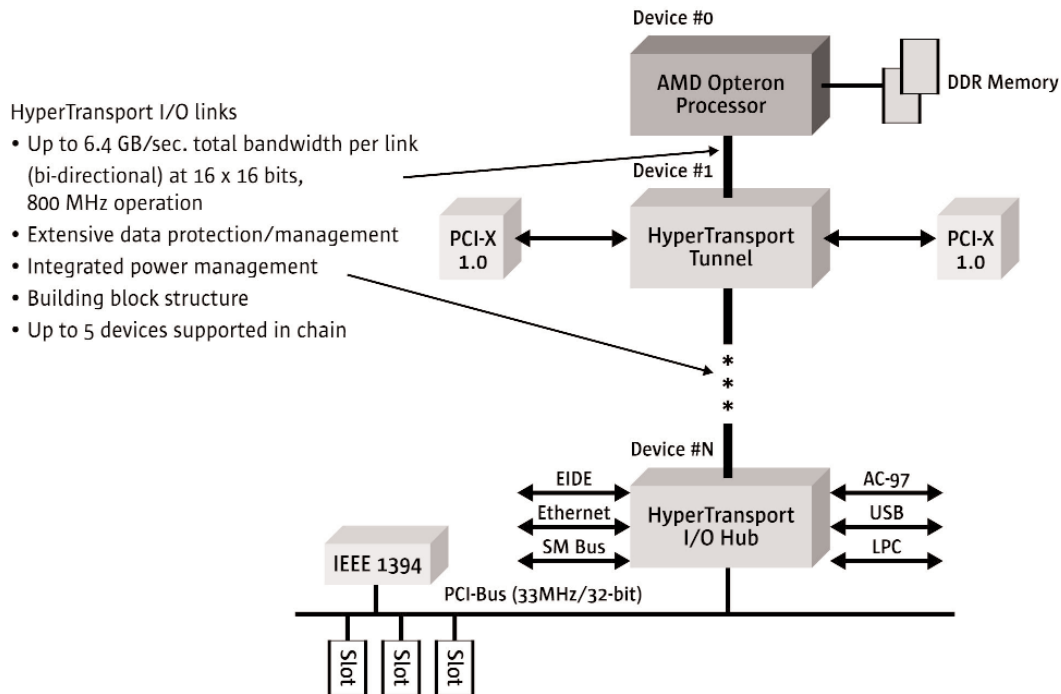 Device #0
AMD Opteron
Processor
DDR Memory
HyperTransport I/O links
• Up to 6.4 GB/sec. total bandwidth per link
(bi-directional) at 16 x 16 bits,
800 MHz operation
• Extensive data protection/management
• Integrated power management
• Building block structure
• Up to 5 devices supported in chain
Device #1
PCI-X
1.0
HyperTransport
Tunnel
PCI-X
1.0
*
*
*
Device #N
EIDE
Ethernet
SM Bus
HyperTransport
I/O Hub
AC-97
USB
LPC
IEEE 1394
PCI-Bus (33MHz/32-bit)
Slot
Slot
Slot